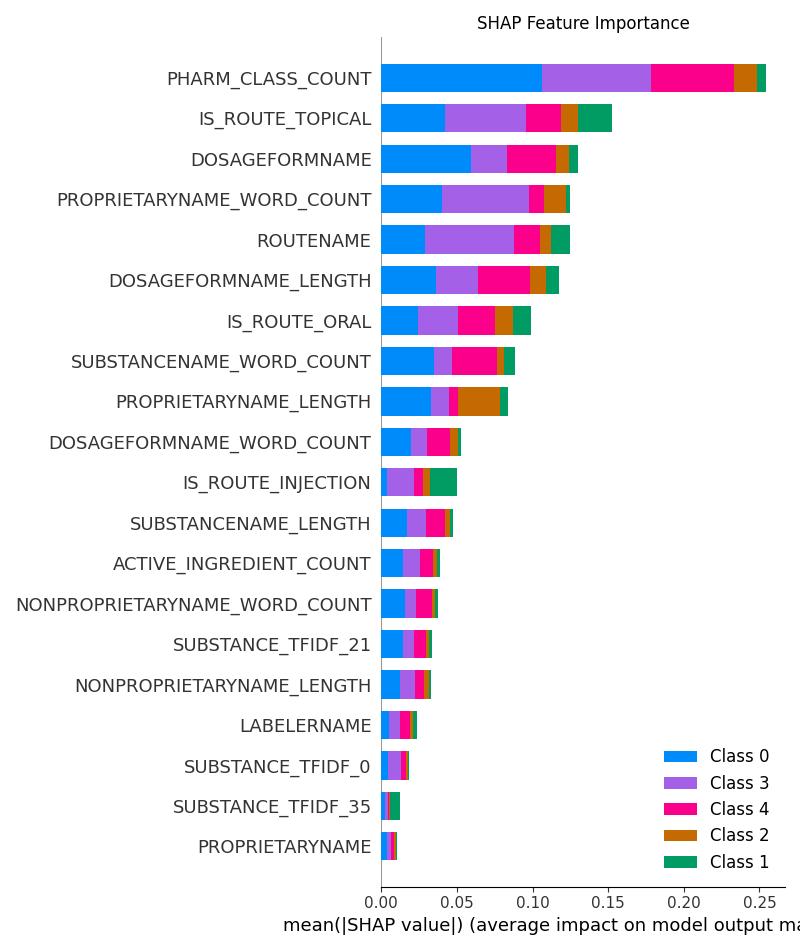 SHAP Feature Importance
PHARM_CLASS_COUNT
IS_ROUTE_TOPICAL
DOSAGEFORMNAME
PROPRIETARYNAME_WORD_COUNT
ROUTENAME
DOSAGEFORMNAME_LENGTH
IS_ROUTE_ORAL
SUBSTANCENAME_WORD_COUNT
PROPRIETARYNAME_LENGTH
DOSAGEFORMNAME_WORD_COUNT
IS_ROUTE_INJECTION
SUBSTANCENAME_LENGTH
ACTIVE_INGREDIENT_COUNT
NONPROPRIETARYNAME_WORD_COUNT
SUBSTANCE_TFIDF_21
NONPROPRIETARYNAME_LENGTH
LABELERNAME
SUBSTANCE_TFIDF_0
SUBSTANCE_TFIDF_35
PROPRIETARYNAME
Class 0
Class 3
Class 4
Class 2
Class 1
0.00 0.05 0.10 0.15 0.20 0.25
mean(|SHAP value|) (average impact on model output ma